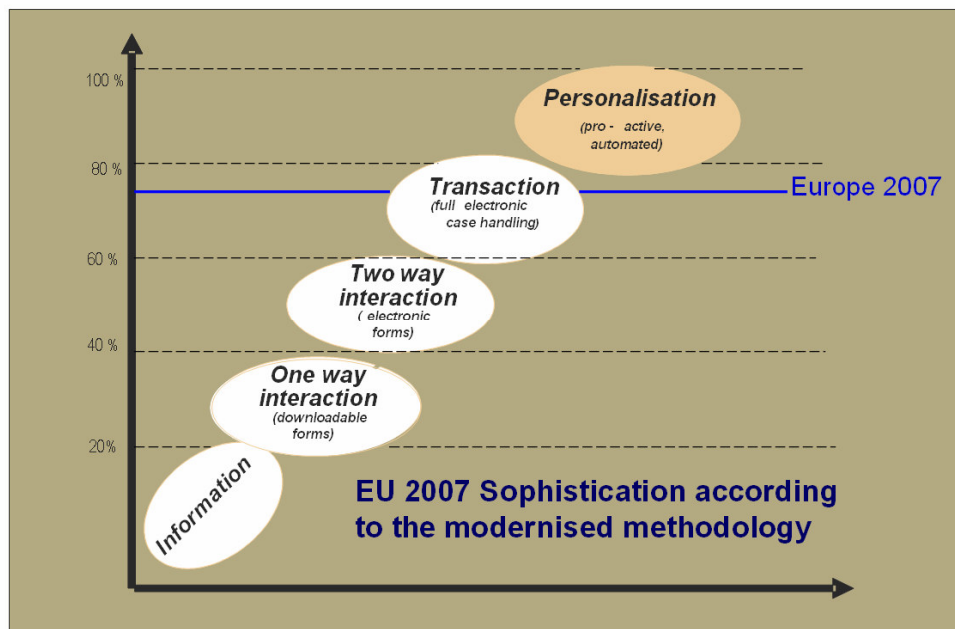 100 %
Personalisation
(pro - active,
automated)
80 %
Transaction
(full electronic
case handling)
Europe 2007
60 %
Two way
interaction
( electronic
forms)
40 %
One way
interaction
(downloadable
forms)
20%
Information
EU 2007 Sophistication according
to the modernised methodology